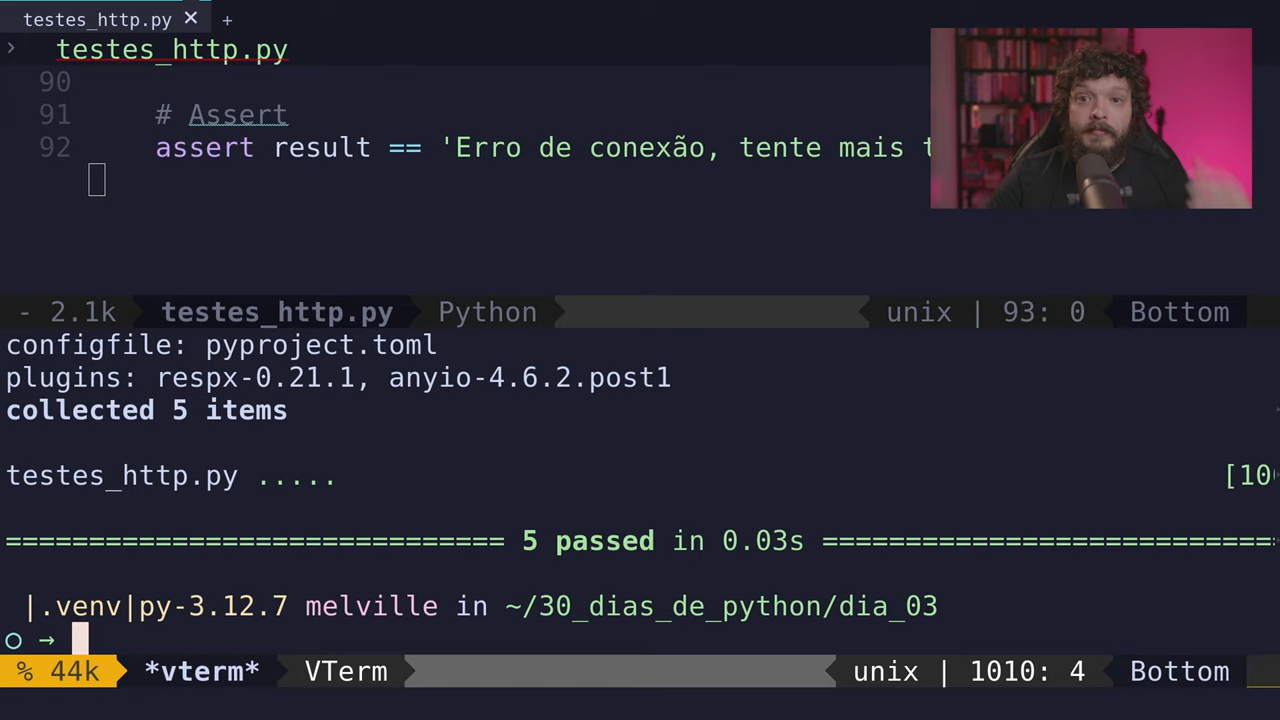 testes_http.py × +
› testes_http.py
90
91 # Assert
92 assert result == 'Erro de conexão, tente mais
- 2.1k testes_http.py Python unix | 93: 0 Bottom
configfile: pyproject.toml
plugins: respx-0.21.1, anyio-4.6.2.post1
collected 5 items
testes_http.py ..... [10
============================== 5 passed in 0.03s ===========================
|.venv|py-3.12.7 melville in ~/30_dias_de_python/dia_03
○ →
% 44k *vterm* VTerm unix | 1010: 4 Bottom